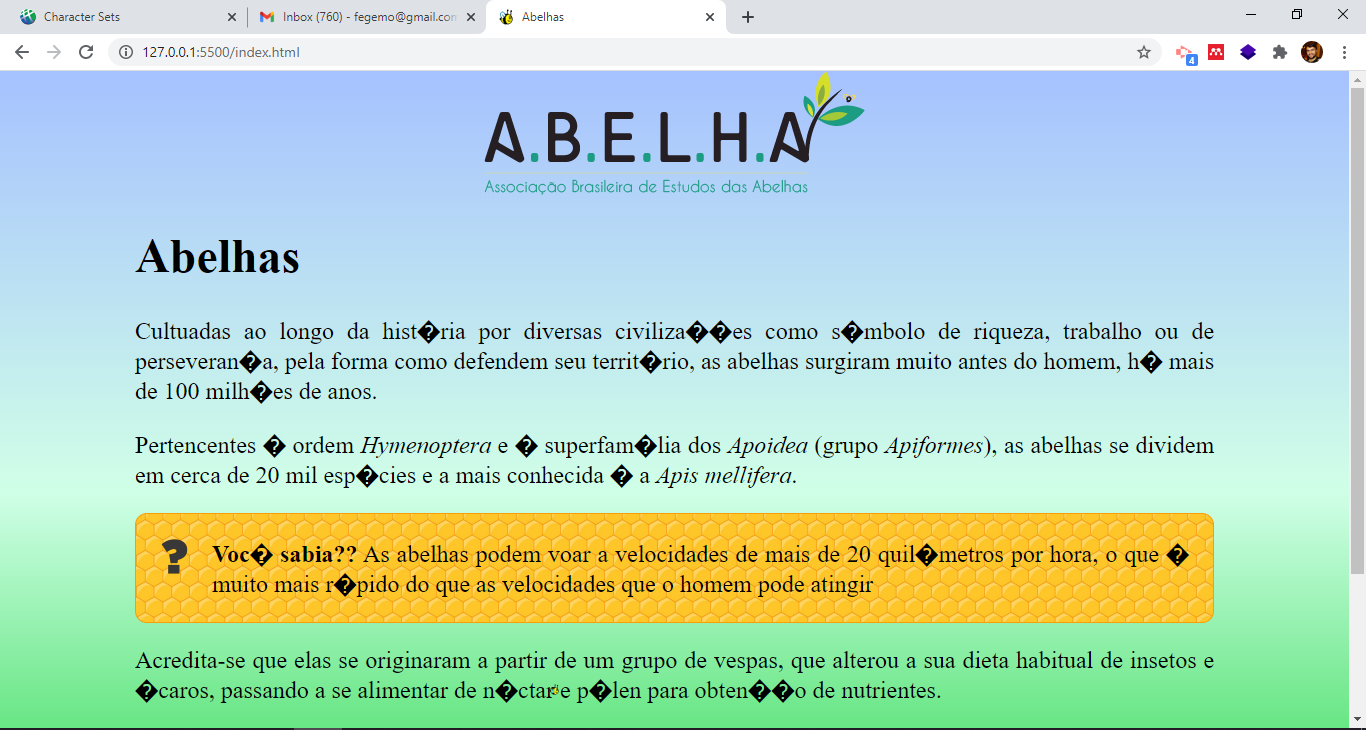 Character Sets
Inbox (760) - fegemo@gmail.com
Abelhas
127.0.0.1:5500/index.html
4
A.B.E.L.H.A
Associação Brasileira de Estudos das Abelhas
Abelhas
Cultuadas ao longo da hist�ria por diversas civiliza��es como s�mbolo de riqueza, trabalho ou de
perseveran�a, pela forma como defendem seu territ�rio, as abelhas surgiram muito antes do homem, h� mais
de 100 milh�es de anos.
Pertencentes � ordem Hymenoptera e � superfam�lia dos Apoidea (grupo Apiformes), as abelhas se dividem
em cerca de 20 mil esp�cies e a mais conhecida � a Apis mellifera.
? Voc� sabia?? As abelhas podem voar a velocidades de mais de 20 quil�metros por hora, o que �
muito mais r�pido do que as velocidades que o homem pode atingir
Acredita-se que elas se originaram a partir de um grupo de vespas, que alterou a sua dieta habitual de insetos e
�caros, passando a se alimentar de n�ctar e p�len para obten��o de nutrientes.